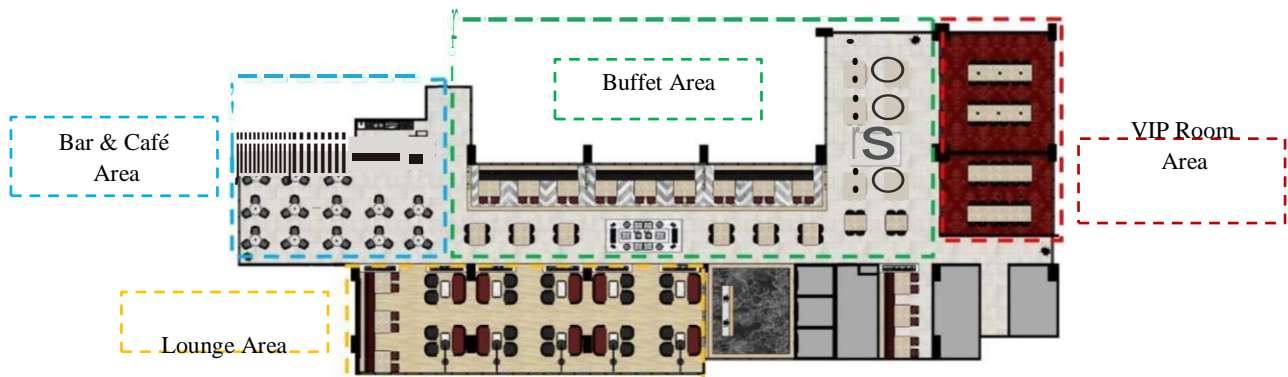 Buffet Area
Bar & Café
Area
VIP Room
Area
S
Lounge Area